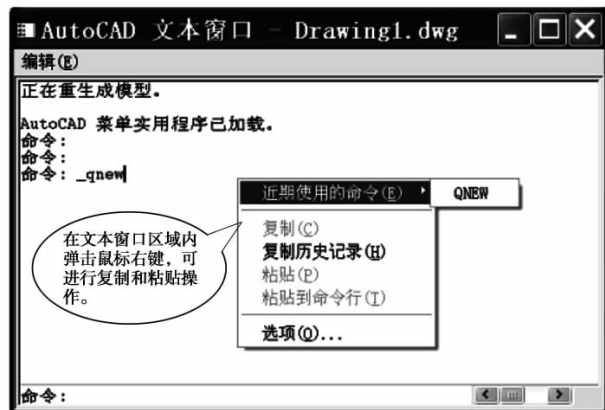 AutoCAD 文本窗口 - Drawing1.dwg
编辑(E)
正在重生成模型。
AutoCAD 菜单实用程序已加载。
命令:
命令:
命令: _qnew
近期使用的命令(E)
QNEW
复制(C)
复制历史记录(H)
粘贴(P)
粘贴到命令行(T)
选项(O)...
在文本窗口区域内
弹击鼠标右键，可
进行复制和粘贴操
作。
命令: